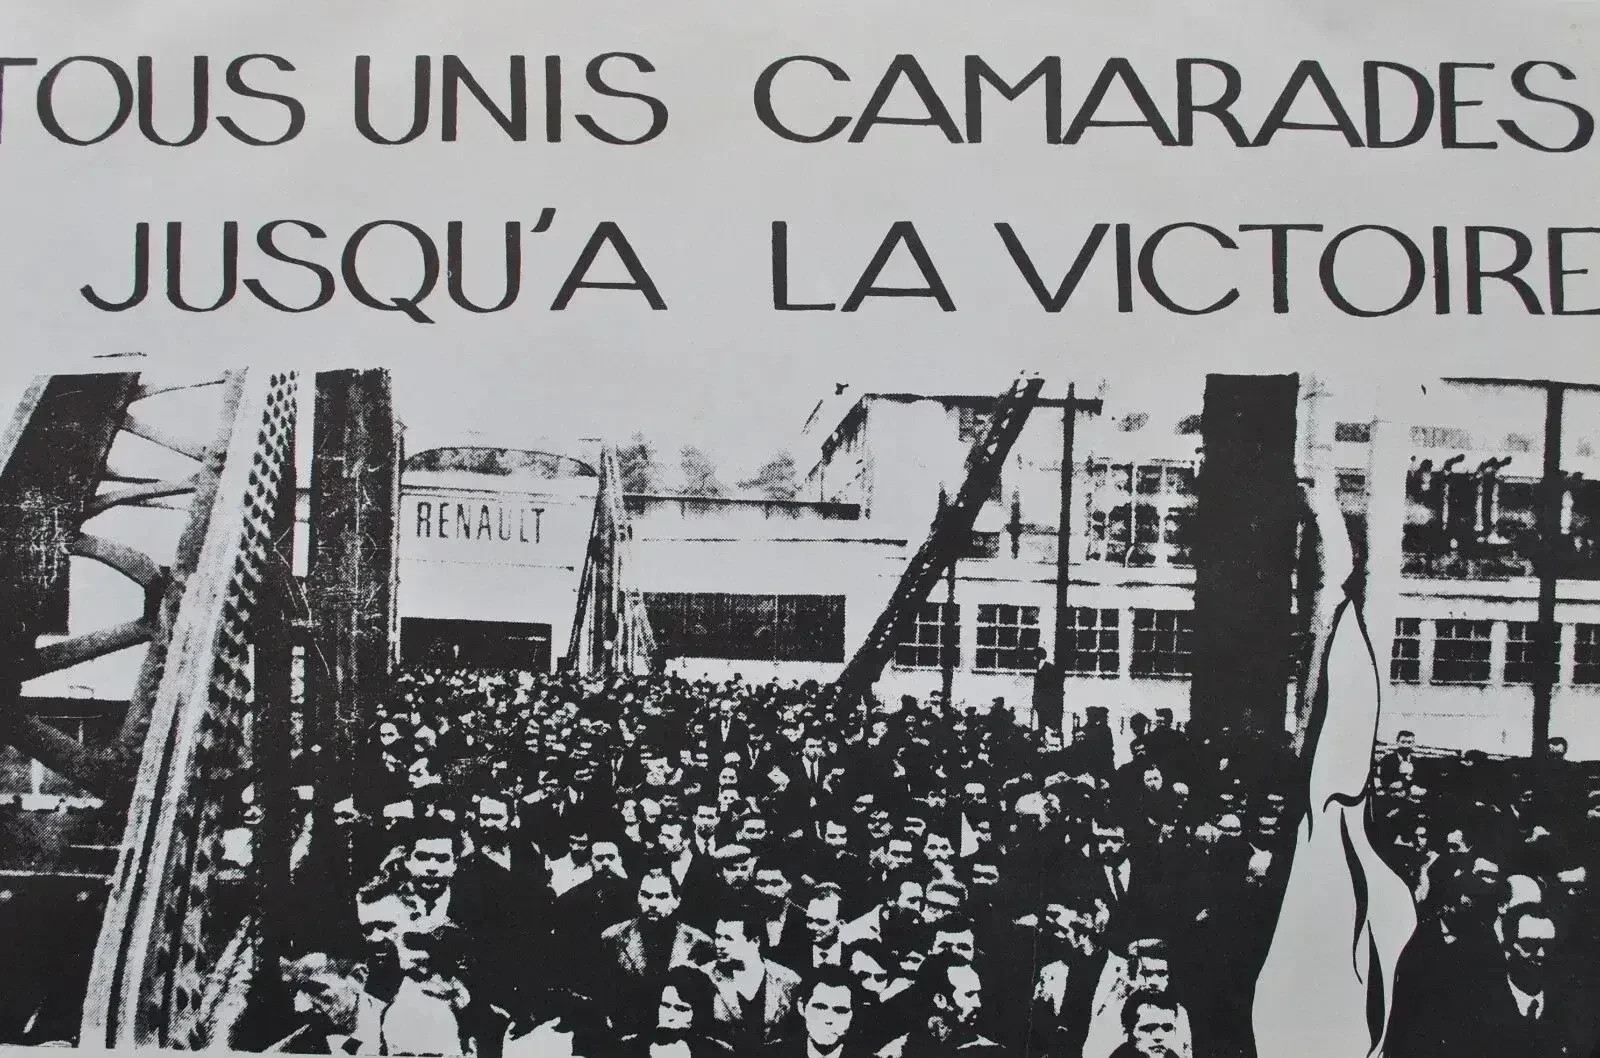 TOUS UNIS CAMARADES
JUSQU'A LA VICTOIRE
RENAULT